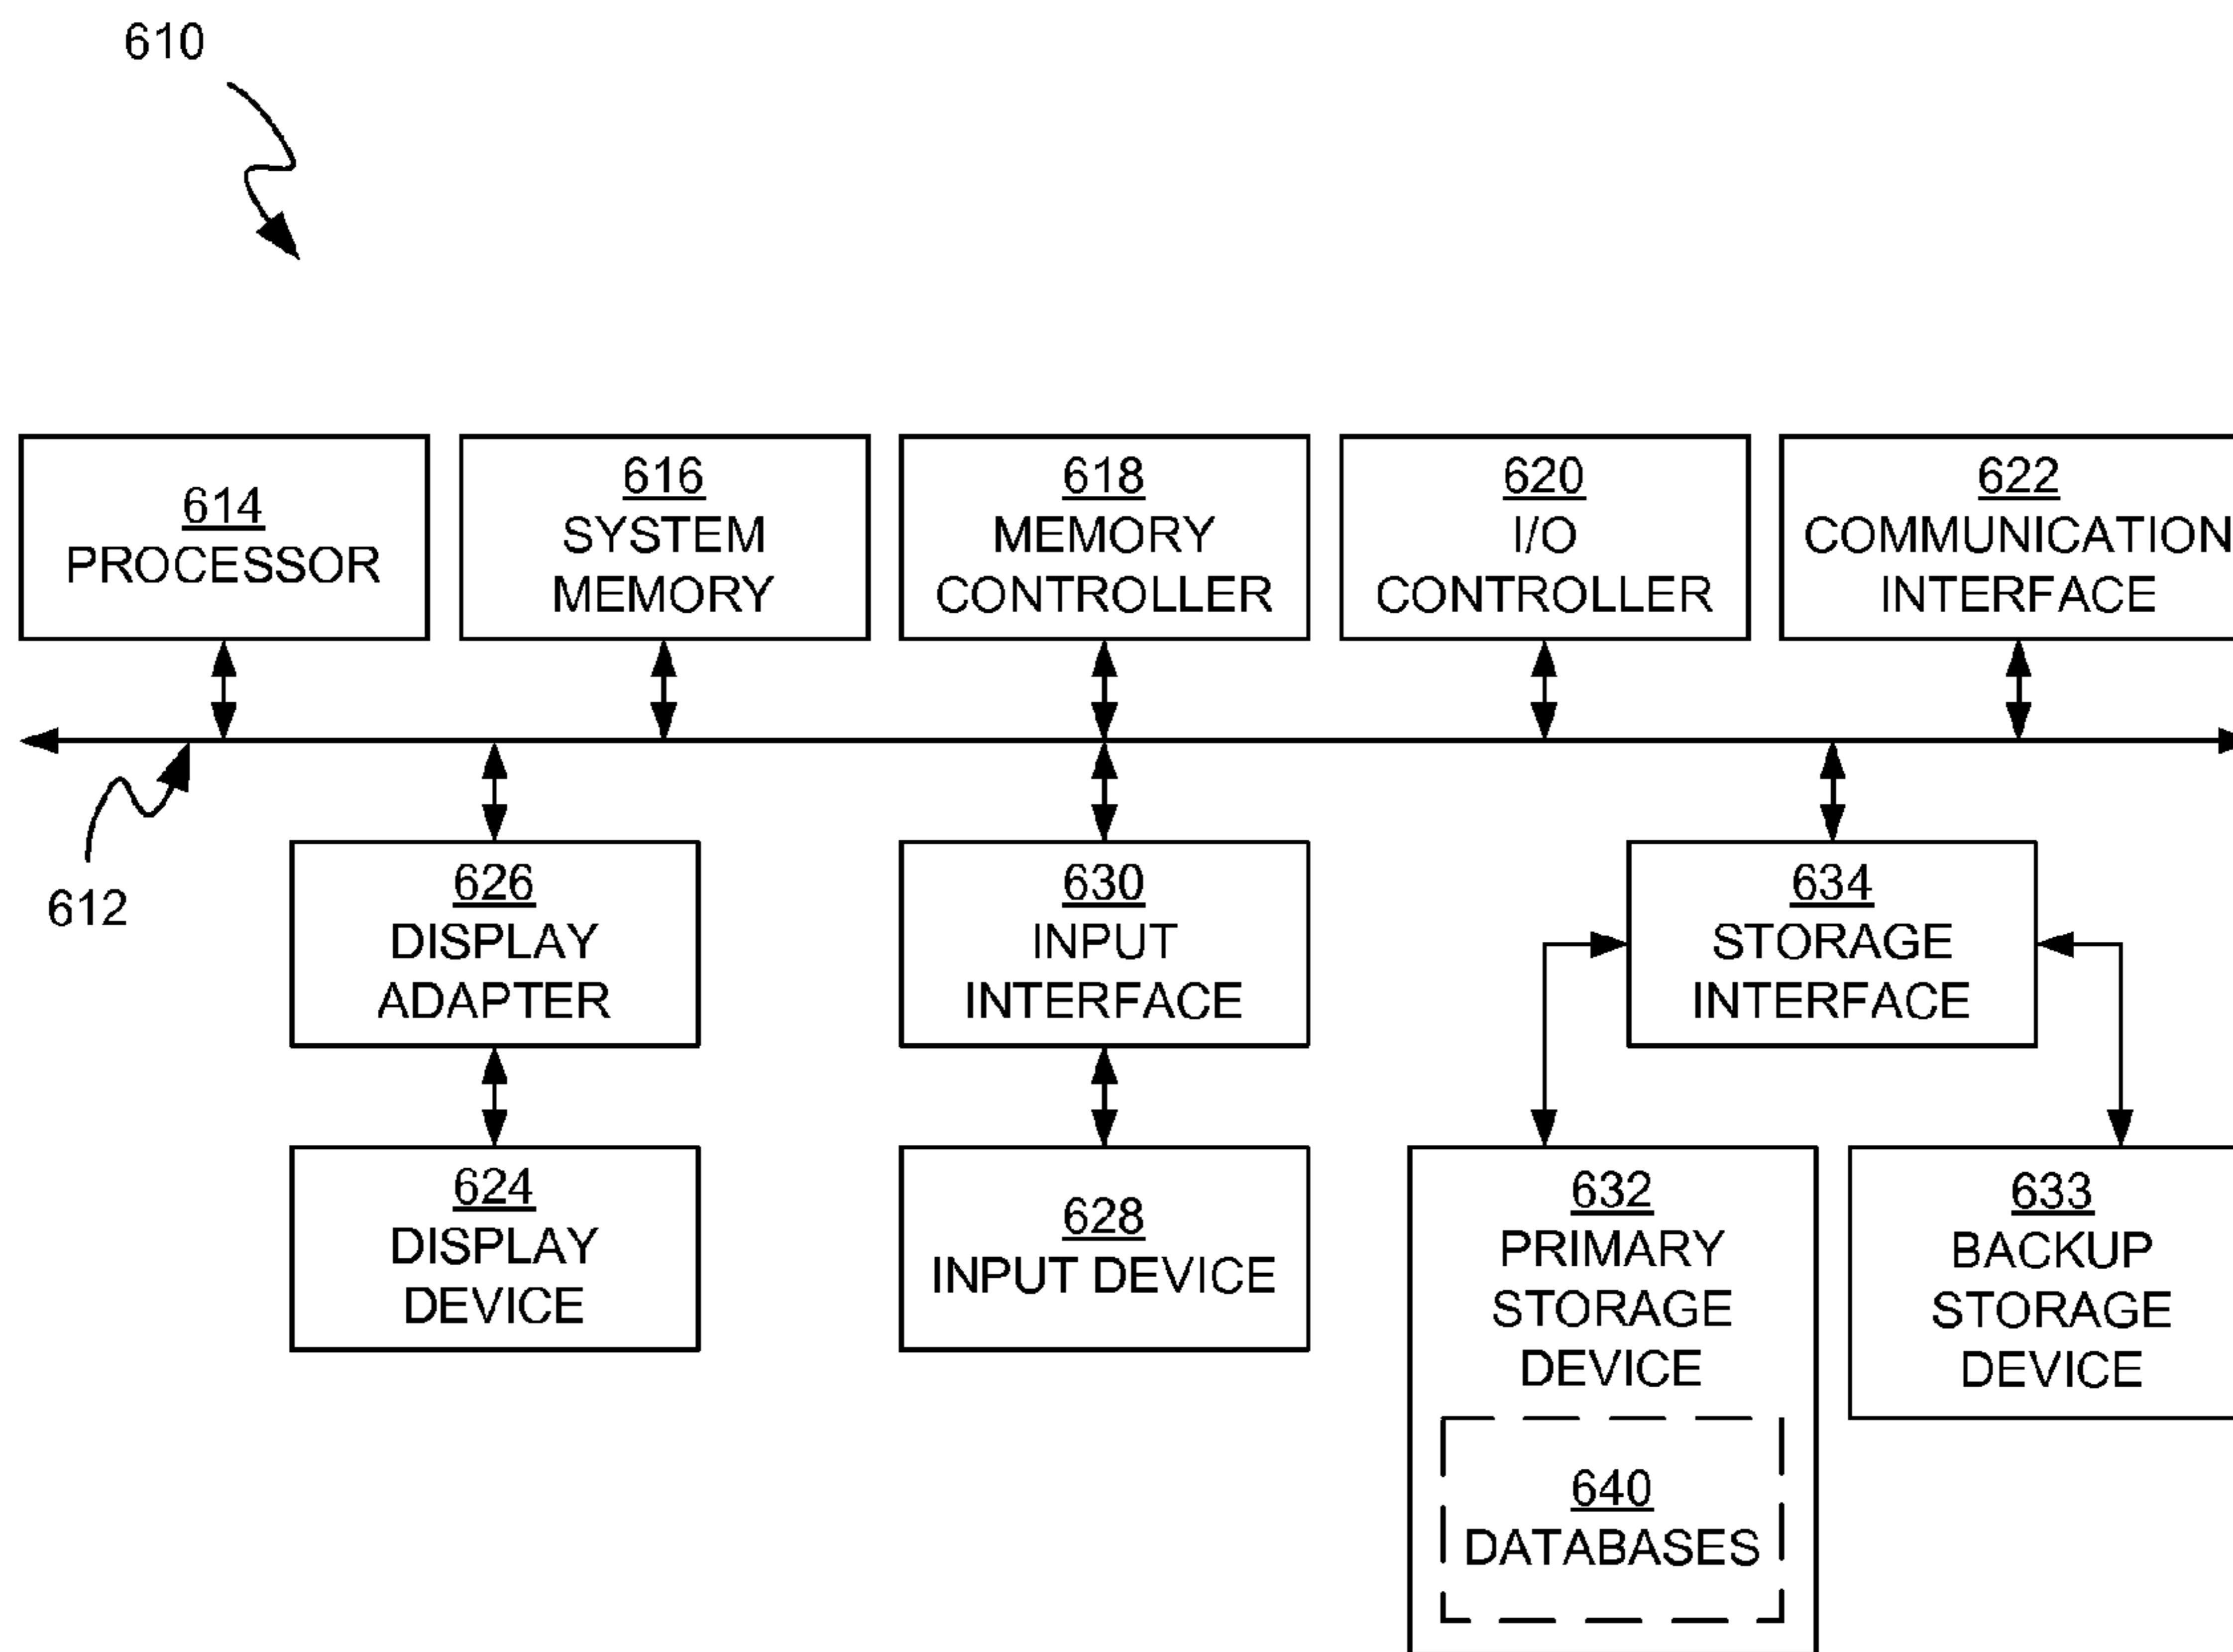 610
614
PROCESSOR
616
SYSTEM
MEMORY
618
MEMORY
CONTROLLER
620
I/O
CONTROLLER
622
COMMUNICATION
INTERFACE
612
626
DISPLAY
ADAPTER
630
INPUT
INTERFACE
634
STORAGE
INTERFACE
624
DISPLAY
DEVICE
628
INPUT DEVICE
632
PRIMARY
STORAGE
DEVICE
633
BACKUP
STORAGE
DEVICE
640
DATABASES